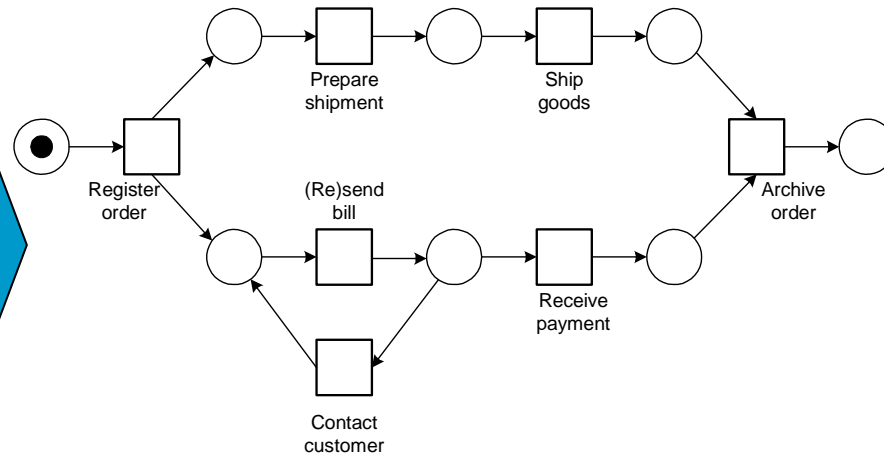 Prepare
shipment
Ship
goods
Register
order
(Re)send
bill
Archive
order
Receive
payment
Contact
customer